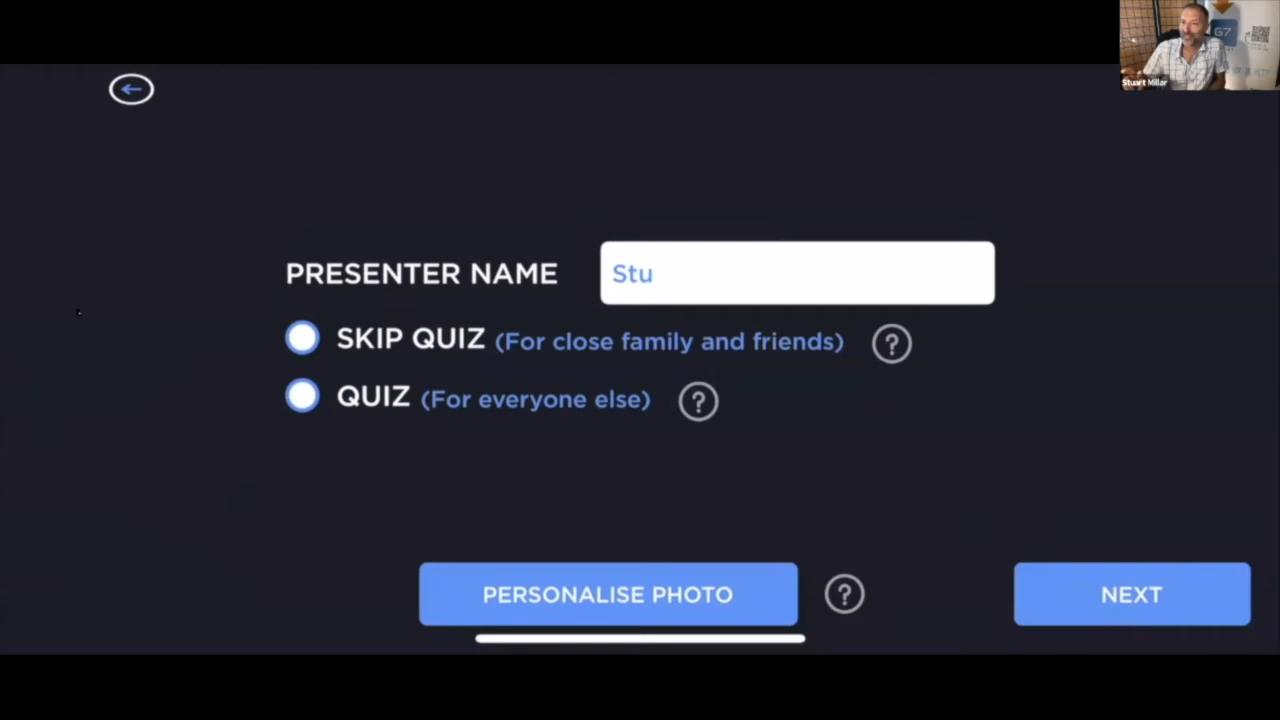 G7
Stuart Millar
PRESENTER NAME Stu
SKIP QUIZ (For close family and friends) ?
QUIZ (For everyone else) ?
PERSONALISE PHOTO ? NEXT